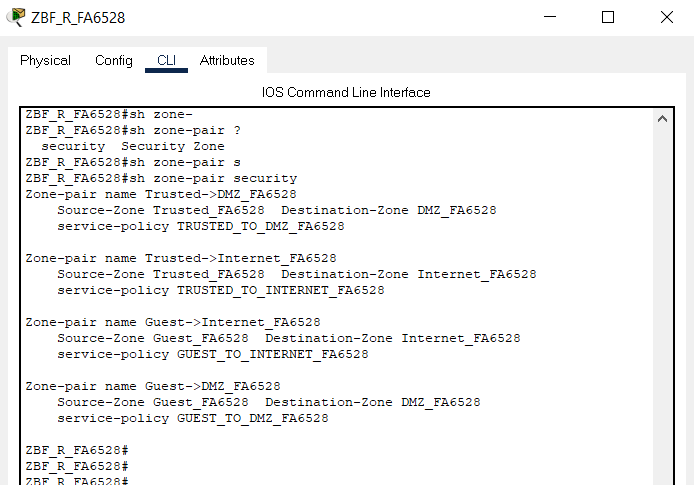 ZBF_R_FA6528
Physical Config CLI Attributes
IOS Command Line Interface
ZBF_R_FA6528#sh zone-
ZBF_R_FA6528#sh zone-pair ?
security Security Zone
ZBF_R_FA6528#sh zone-pair s
ZBF_R_FA6528#sh zone-pair security
Zone-pair name Trusted->DMZ_FA6528
Source-Zone Trusted_FA6528 Destination-Zone DMZ_FA6528
service-policy TRUSTED_TO_DMZ_FA6528
Zone-pair name Trusted->Internet_FA6528
Source-Zone Trusted_FA6528 Destination-Zone Internet_FA6528
service-policy TRUSTED_TO_INTERNET_FA6528
Zone-pair name Guest->Internet_FA6528
Source-Zone Guest_FA6528 Destination-Zone Internet_FA6528
service-policy GUEST_TO_INTERNET_FA6528
Zone-pair name Guest->DMZ_FA6528
Source-Zone Guest_FA6528 Destination-Zone DMZ_FA6528
service-policy GUEST_TO_DMZ_FA6528
ZBF_R_FA6528#
ZBF_R_FA6528#
ZBF_R_FA6528#